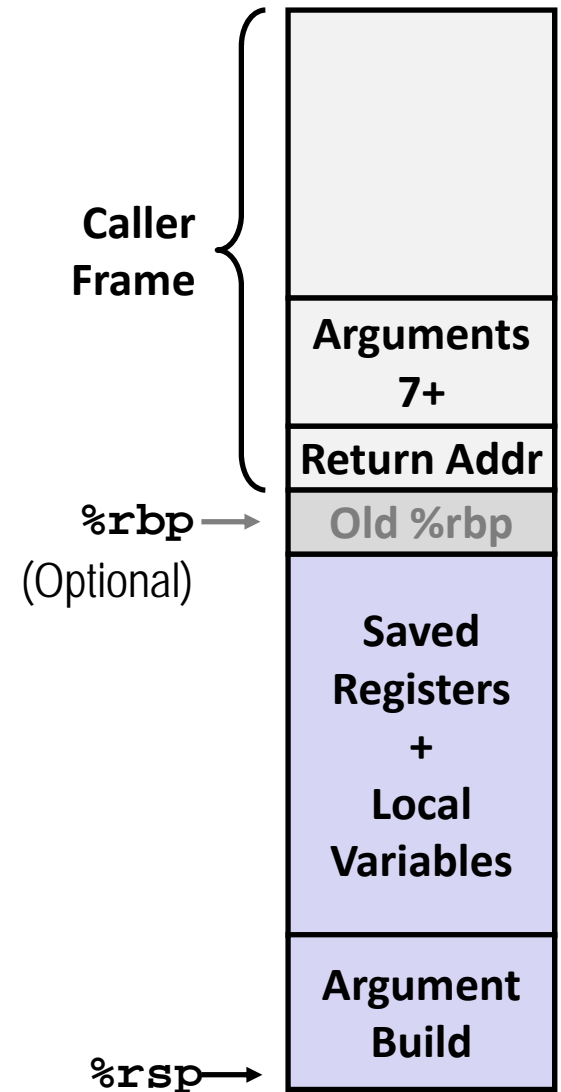 Caller
Frame
Arguments
7+
Return Addr
%rbp
Old %rbp
(Optional)
Saved
Registers
+
Local
Variables
Argument
Build
%rsp